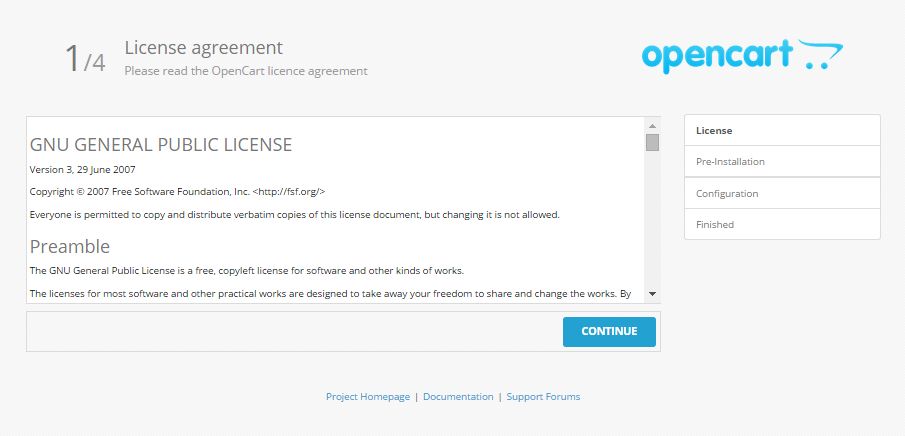 1/4
License agreement
Please read the OpenCart licence agreement
opencart
GNU GENERAL PUBLIC LICENSE
Version 3, 29 June 2007
Copyright © 2007 Free Software Foundation, Inc. <http://fsf.org/>
Everyone is permitted to copy and distribute verbatim copies of this license document, but changing it is not allowed.
Preamble
The GNU General Public License is a free, copyleft license for software and other kinds of works.
The licenses for most software and other practical works are designed to take away your freedom to share and change the works. By
CONTINUE
License
Pre-Installation
Configuration
Finished
Project Homepage | Documentation | Support Forums